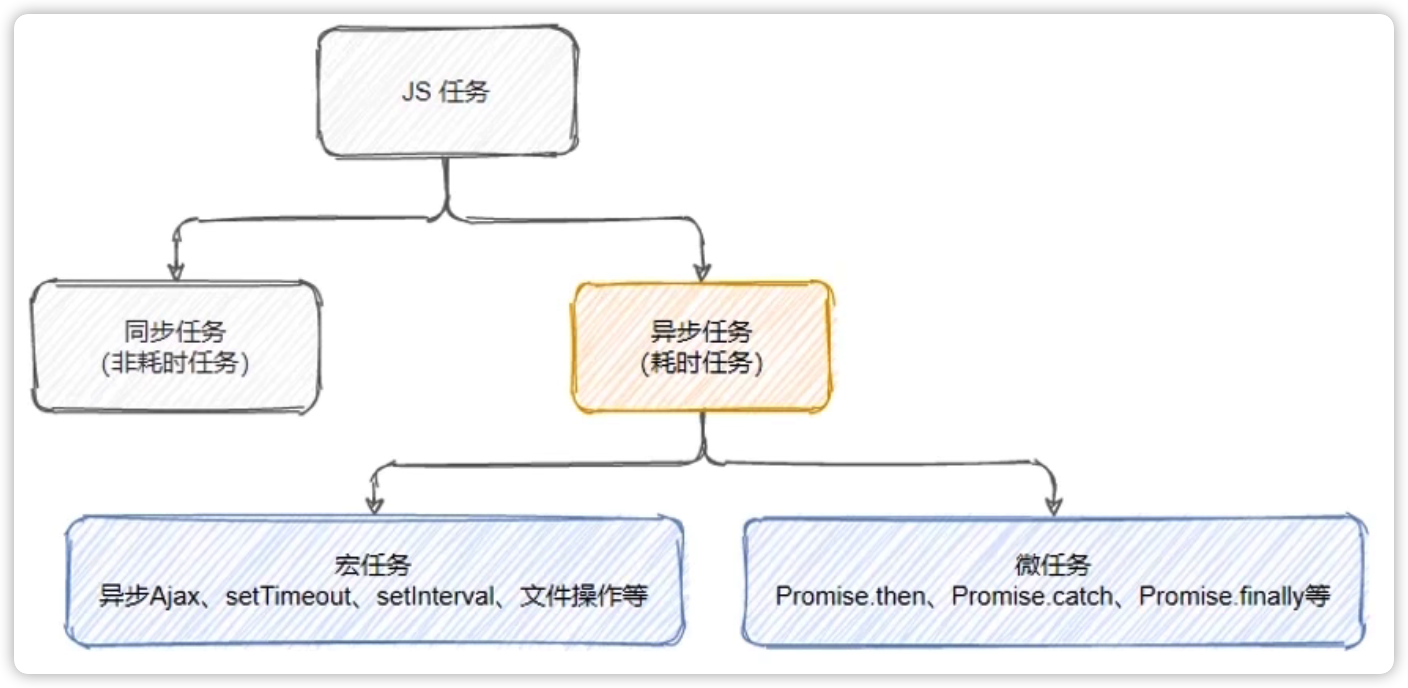 JS 任务
同步任务
(非耗时任务)
异步任务
(耗时任务)
宏任务
异步Ajax、setTimeout、setInterval、文件操作等
微任务
Promise.then、Promise.catch、Promise.finally等